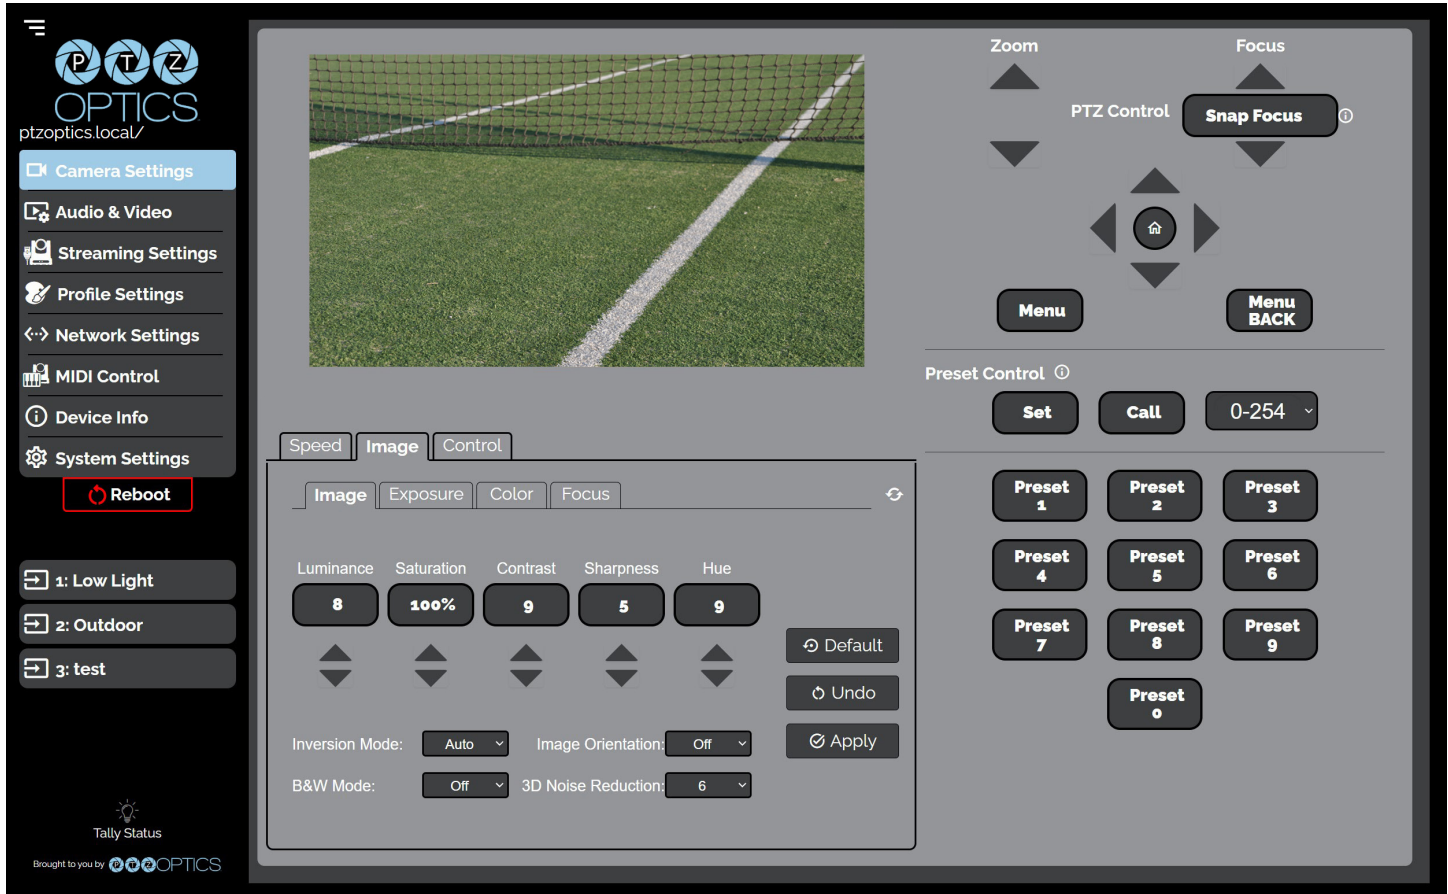 P T Z
OPTICS
ptzoptics.local/
Camera Settings
Audio & Video
Streaming Settings
Profile Settings
Network Settings
MIDI Control
Device Info
System Settings
Reboot
1: Low Light
2: Outdoor
3: test
Tally Status
Brought to you by PTZOPTICS
Speed Image Control
Image Exposure Color Focus
Luminance Saturation Contrast Sharpness Hue
8 100% 9 5 9
Default
Undo
Apply
Inversion Mode: Auto Image Orientation: Off
B&W Mode: Off 3D Noise Reduction: 6
Zoom Focus
PTZ Control Snap Focus
Menu Menu
BACK
Preset Control
Set Call 0-254
Preset Preset Preset
1 2 3
Preset Preset Preset
4 5 6
Preset Preset Preset
7 8 9
Preset
0